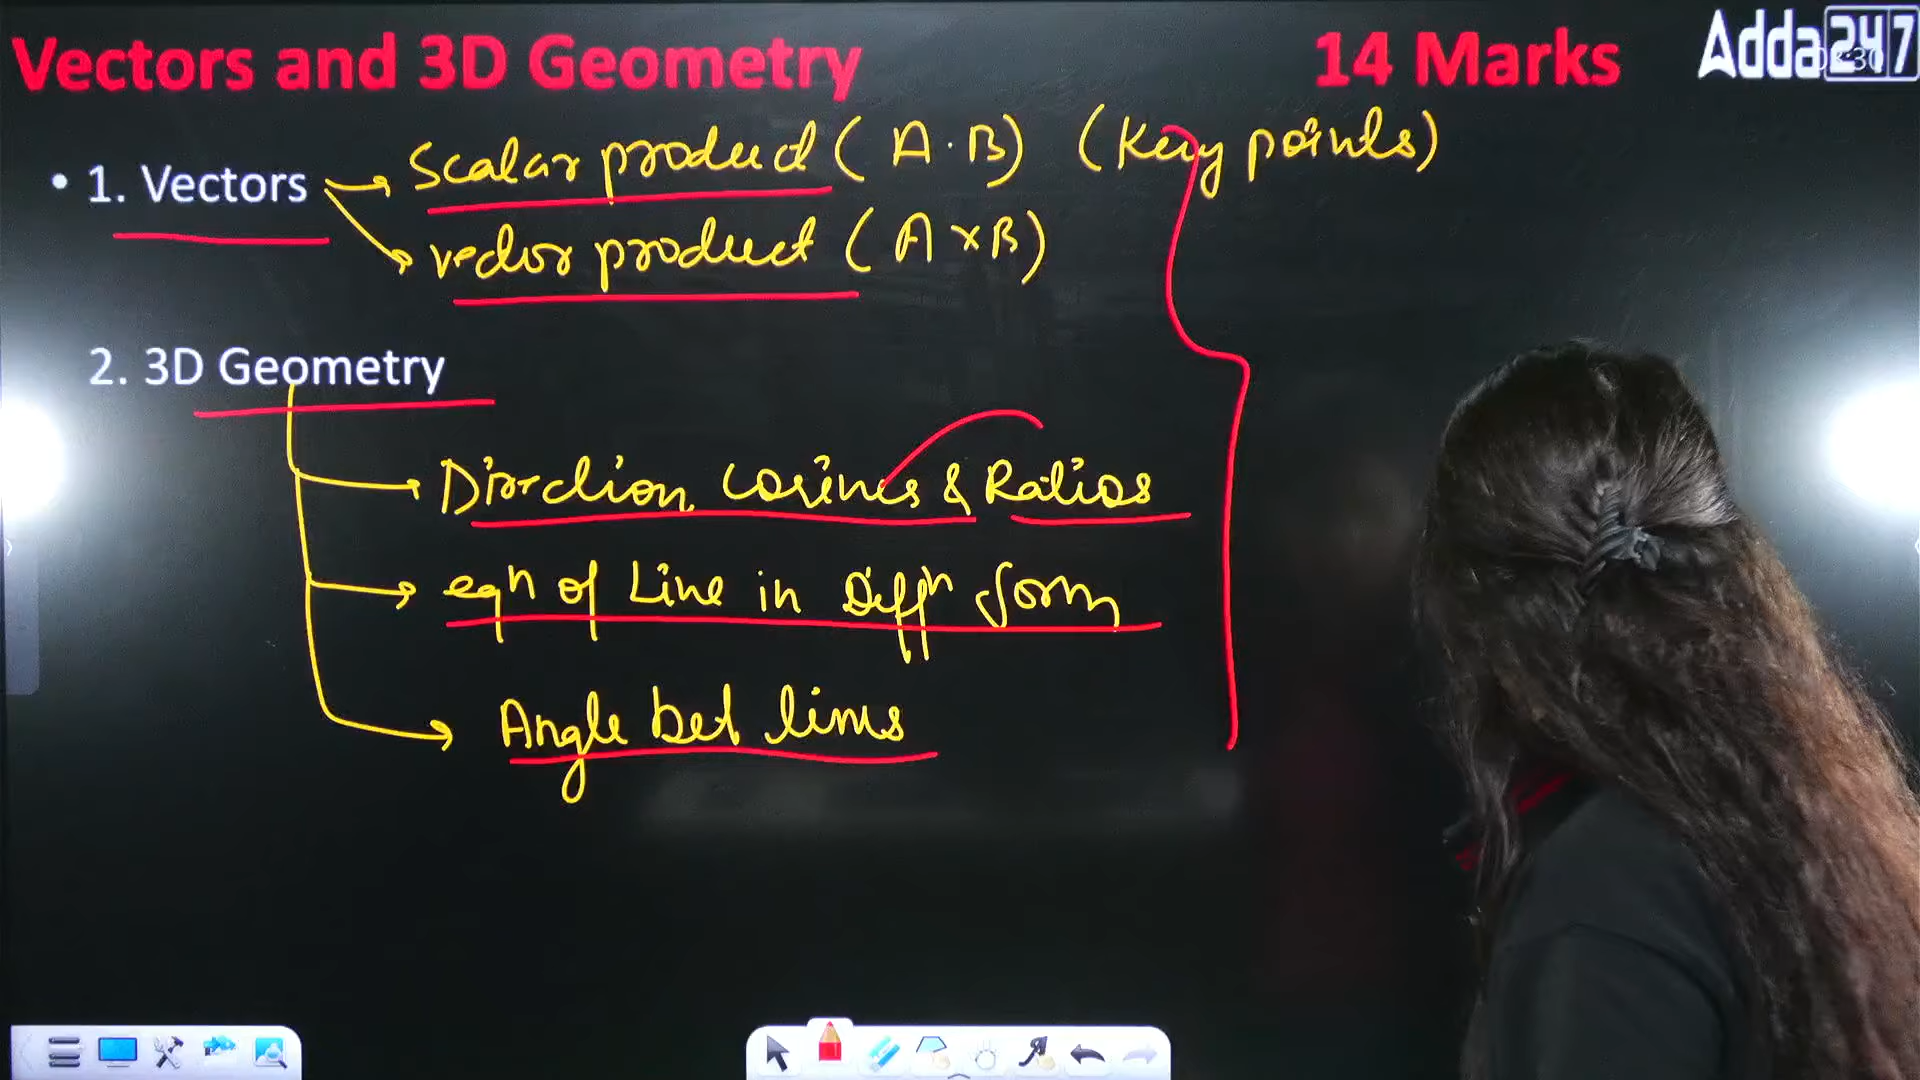 Vectors and 3D Geometry 14 Marks Adda247
• 1. Vectors → Scalar product (A·B) (Key points)
→ vector product (A×B)
2. 3D Geometry
→ Direction cosines & Ratios
→ eqn of Line in Diffn form
→ Angle bet lines